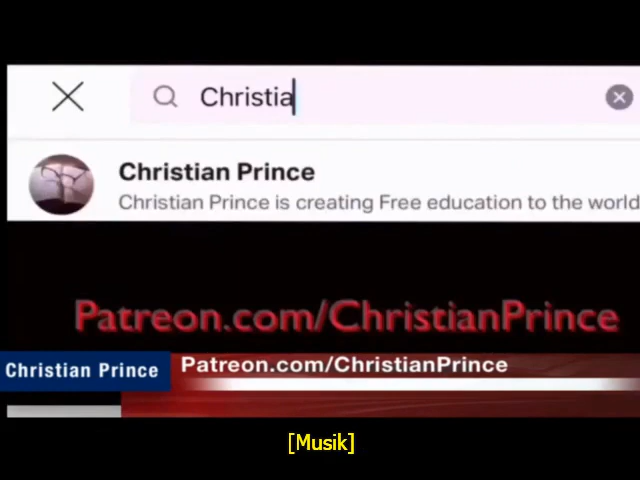 Christia
Christian Prince
Christian Prince is creating Free education to the world
Patreon.com/ChristianPrince
Christian Prince
Patreon.com/ChristianPrince
[Musik]